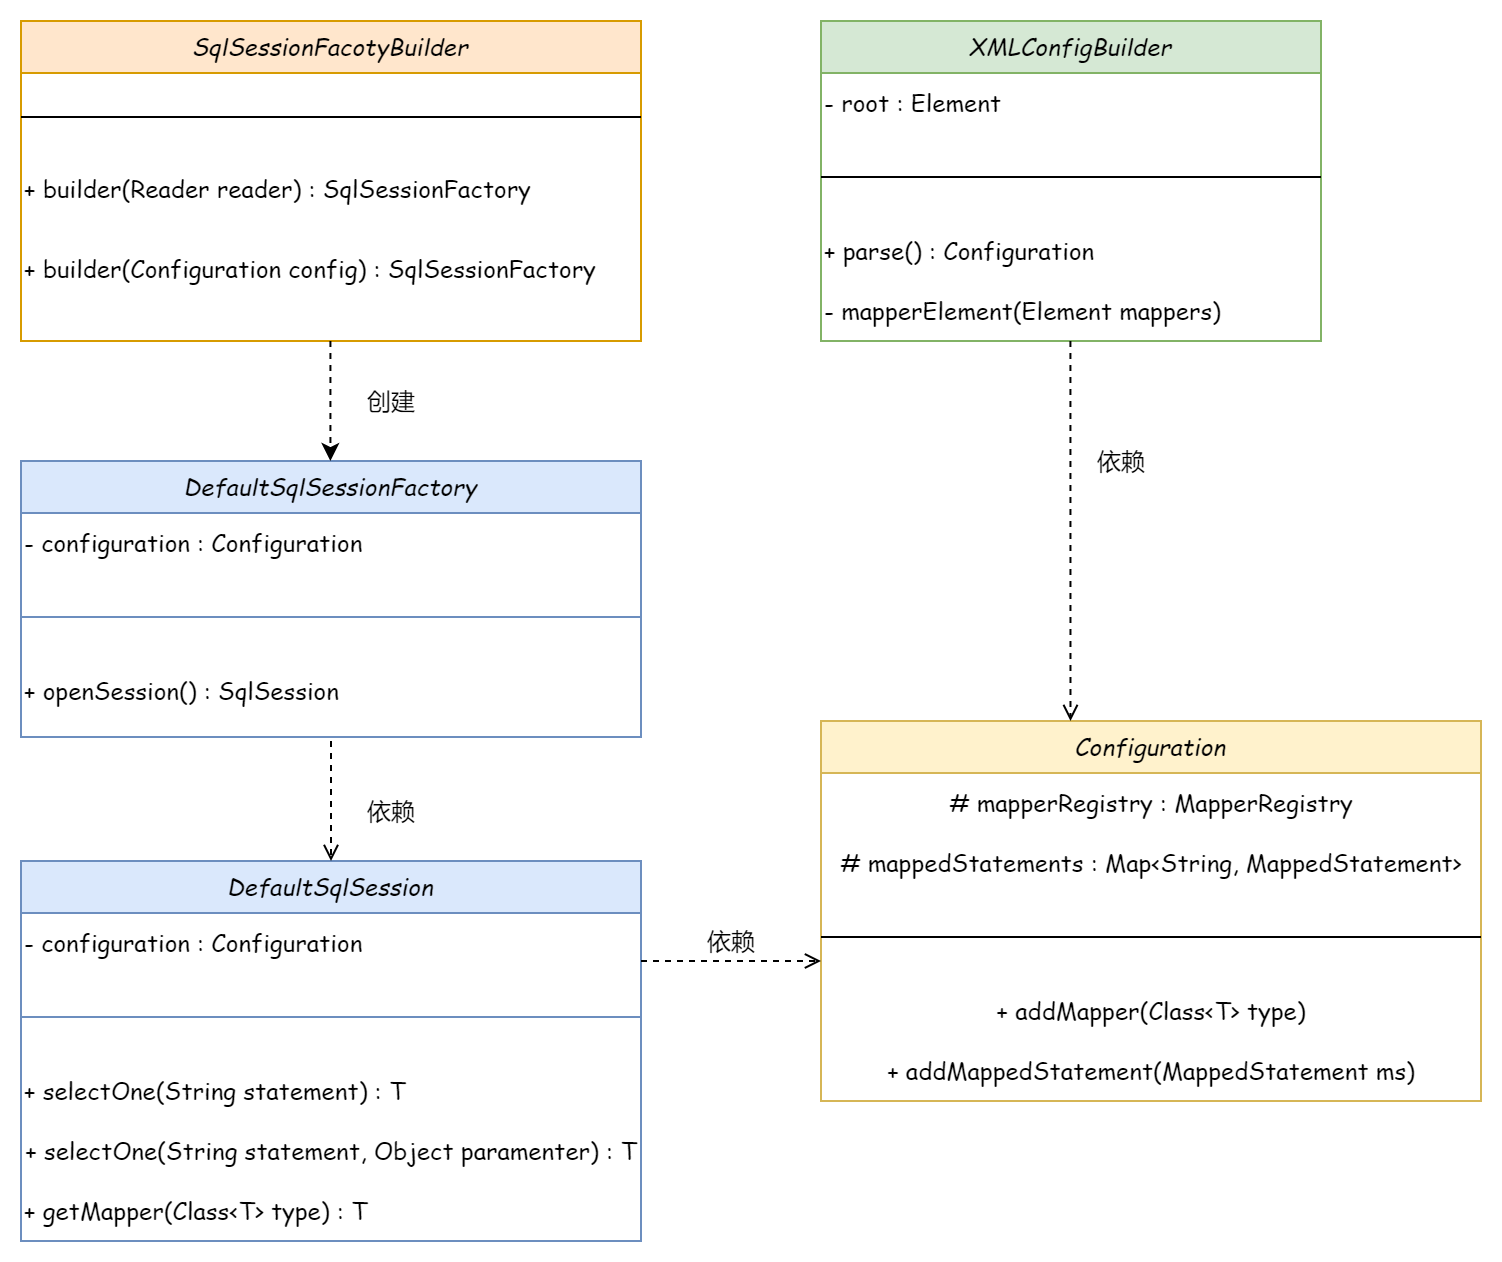 SqlSessionFacotyBuilder
+ builder(Reader reader) : SqlSessionFactory
+ builder(Configuration config) : SqlSessionFactory
创建
DefaultSqlSessionFactory
- configuration : Configuration
+ openSession() : SqlSession
依赖
DefaultSqlSession
- configuration : Configuration
+ selectOne(String statement) : T
+ selectOne(String statement, Object paramenter) : T
+ getMapper(Class<T> type) : T
依赖
XMLConfigBuilder
- root : Element
+ parse() : Configuration
- mapperElement(Element mappers)
依赖
Configuration
# mapperRegistry : MapperRegistry
# mappedStatements : Map<String, MappedStatement>
+ addMapper(Class<T> type)
+ addMappedStatement(MappedStatement ms)